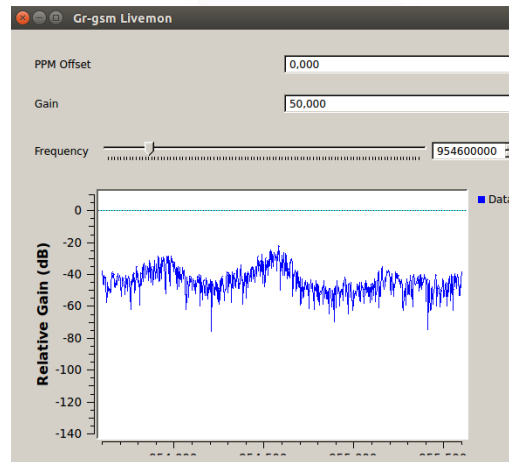 Gr-gsm Livemon
PPM Offset 0,000
Gain 50,000
Frequency 954600000
Data
0
-20
-40
-60
-80
-100
-120
-140
Relative Gain (dB)